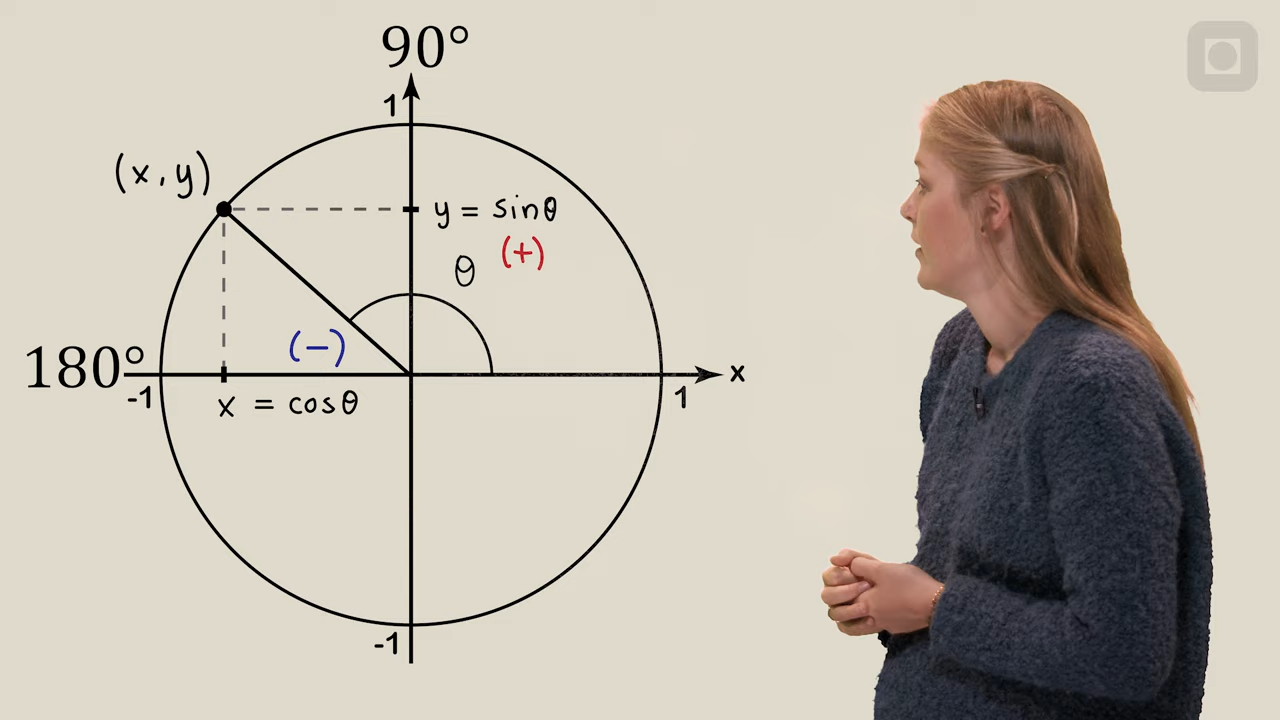 90°
1
(x, y)
y = sinθ
(+)
θ
(−)
180°
x
-1
1
x = cosθ
-1